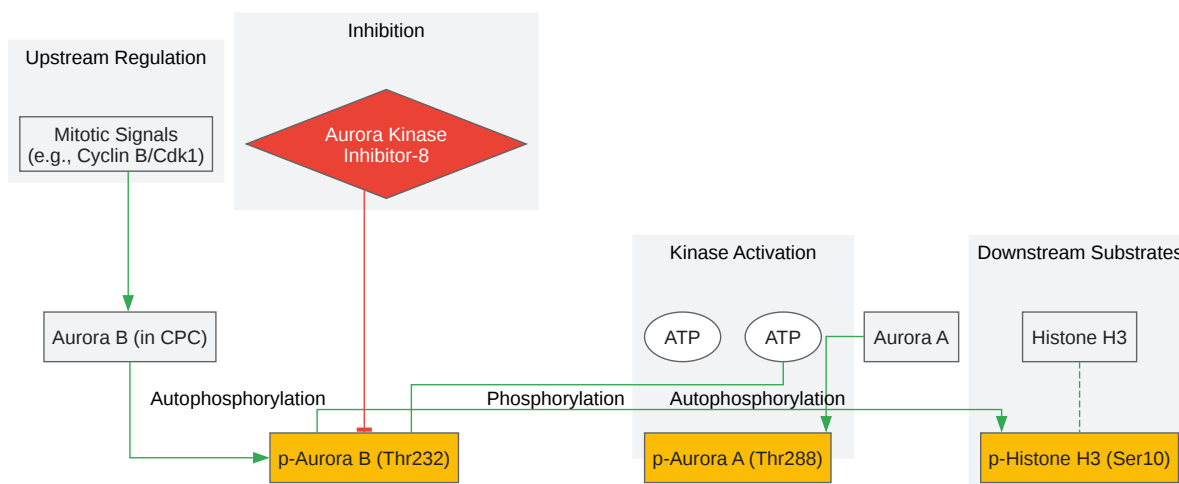 Inhibition
Upstream Regulation
Mitotic Signals
(e.g., Cyclin B/Cdk1)
Aurora Kinase
Inhibitor-8
Kinase Activation
Downstream Substrates
Aurora B (in CPC)
ATP
ATP
Aurora A
Histone H3
Autophosphorylation
Phosphorylation
Autophosphorylation
p-Aurora B (Thr232)
p-Aurora A (Thr288)
p-Histone H3 (Ser10)